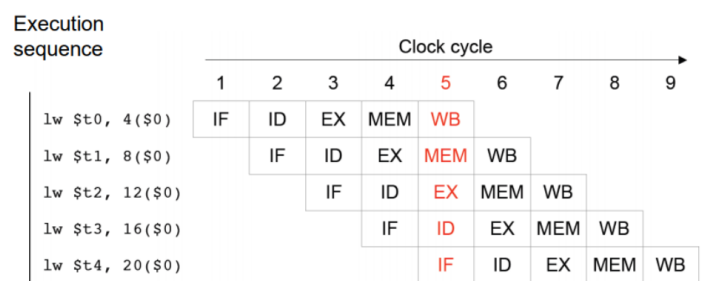 Execution
sequence
Clock cycle
1 2 3 4 5 6 7 8 9
lw $t0, 4($0) IF ID EX MEM WB
lw $t1, 8($0) IF ID EX MEM WB
lw $t2, 12($0) IF ID EX MEM WB
lw $t3, 16($0) IF ID EX MEM WB
lw $t4, 20($0) IF ID EX MEM WB